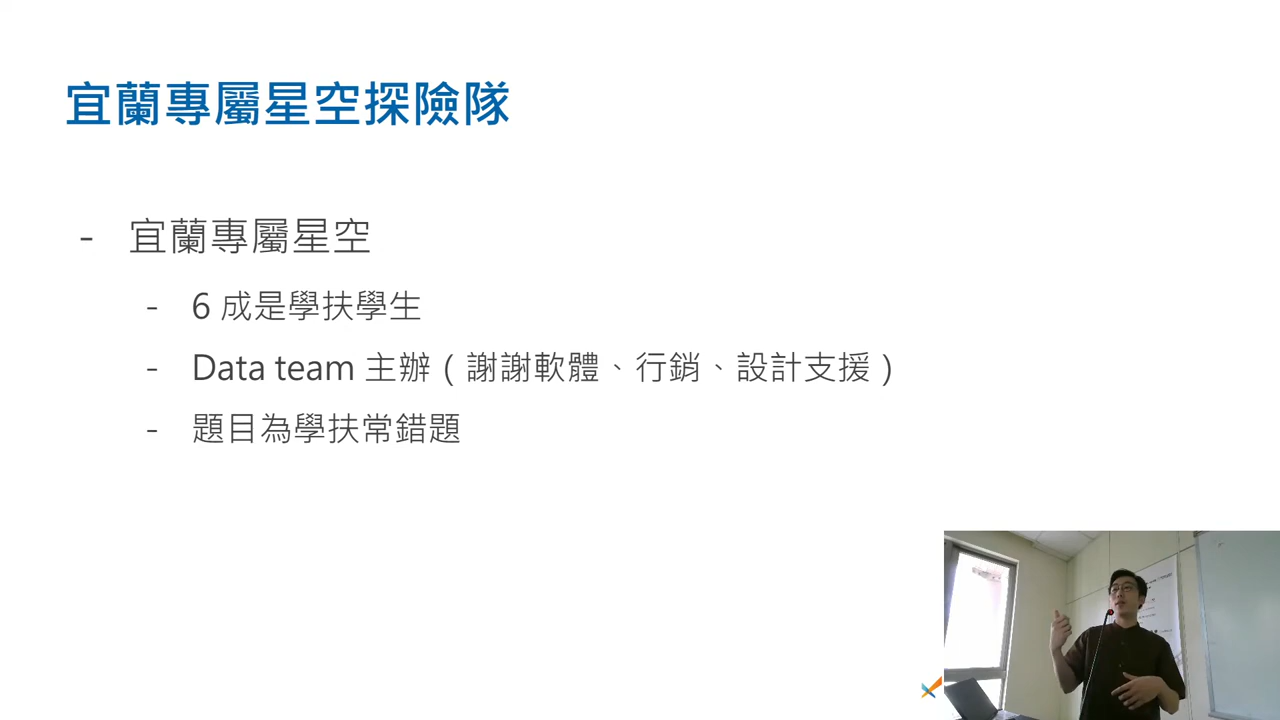 宜蘭專屬星空探險隊
- 宜蘭專屬星空
- 6 成是學扶學生
- Data team 主辦（謝謝軟體、行銷、設計支援）
- 題目為學扶常錯題